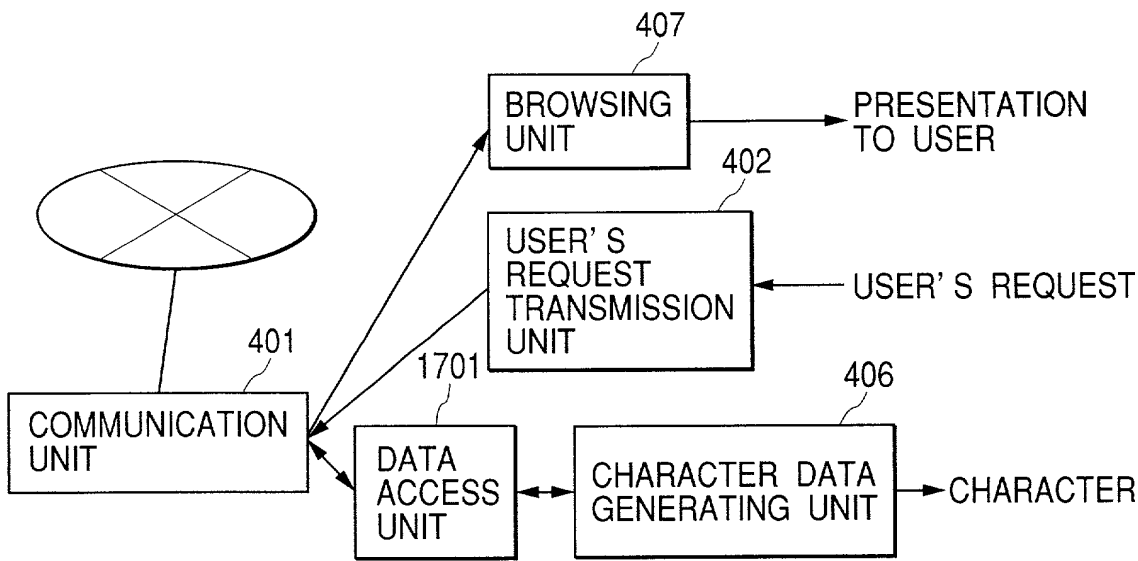 407
BROWSING
UNIT
PRESENTATION
TO USER
402
USER'S
REQUEST
TRANSMISSION
UNIT
USER'S REQUEST
401
COMMUNICATION
UNIT
1701
DATA
ACCESS
UNIT
406
CHARACTER DATA
GENERATING UNIT
CHARACTER